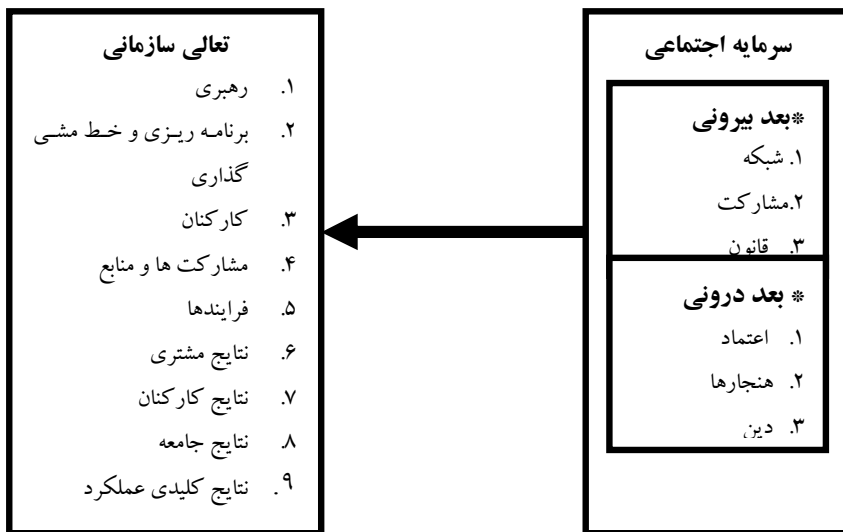 سرمایه اجتماعی
*بعد بیرونی
۱. شبکه
۲.مشارکت
۳. قانون
* بعد درونی
۱. اعتماد
۲. هنجارها
۳. دین
تعالی سازمانی
۱. رهبری
۲. برنامه ریزی و خط مشی
گذاری
۳. کارکنان
۴. مشارکت ها و منابع
۵. فرایندها
۶. نتایج مشتری
۷. نتایج کارکنان
۸. نتایج جامعه
۹. نتایج کلیدی عملکرد